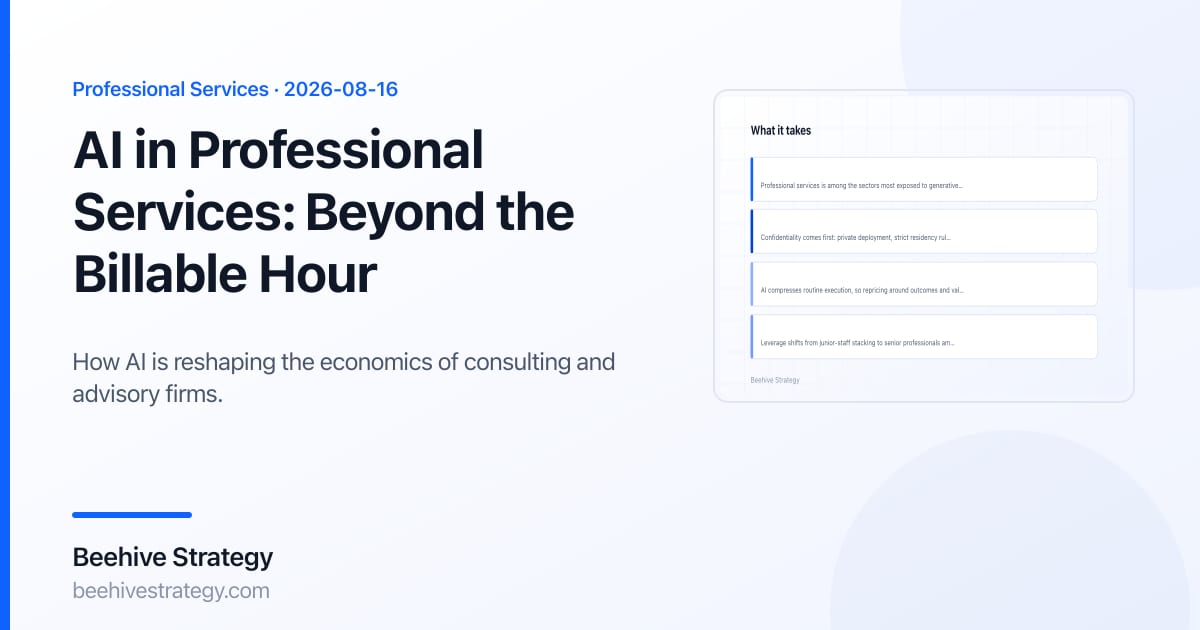 Professional Services · 2026-08-16
AI in Professional
Services: Beyond the
Billable Hour
How AI is reshaping the economics of consulting and
advisory firms.
Beehive Strategy
beehivestrategy.com
What it takes
Professional services is among the sectors most exposed to generative...
Confidentiality comes first: private deployment, strict residency rul...
AI compresses routine execution, so repricing around outcomes and val...
Leverage shifts from junior-staff stacking to senior professionals am...
Beehive Strategy